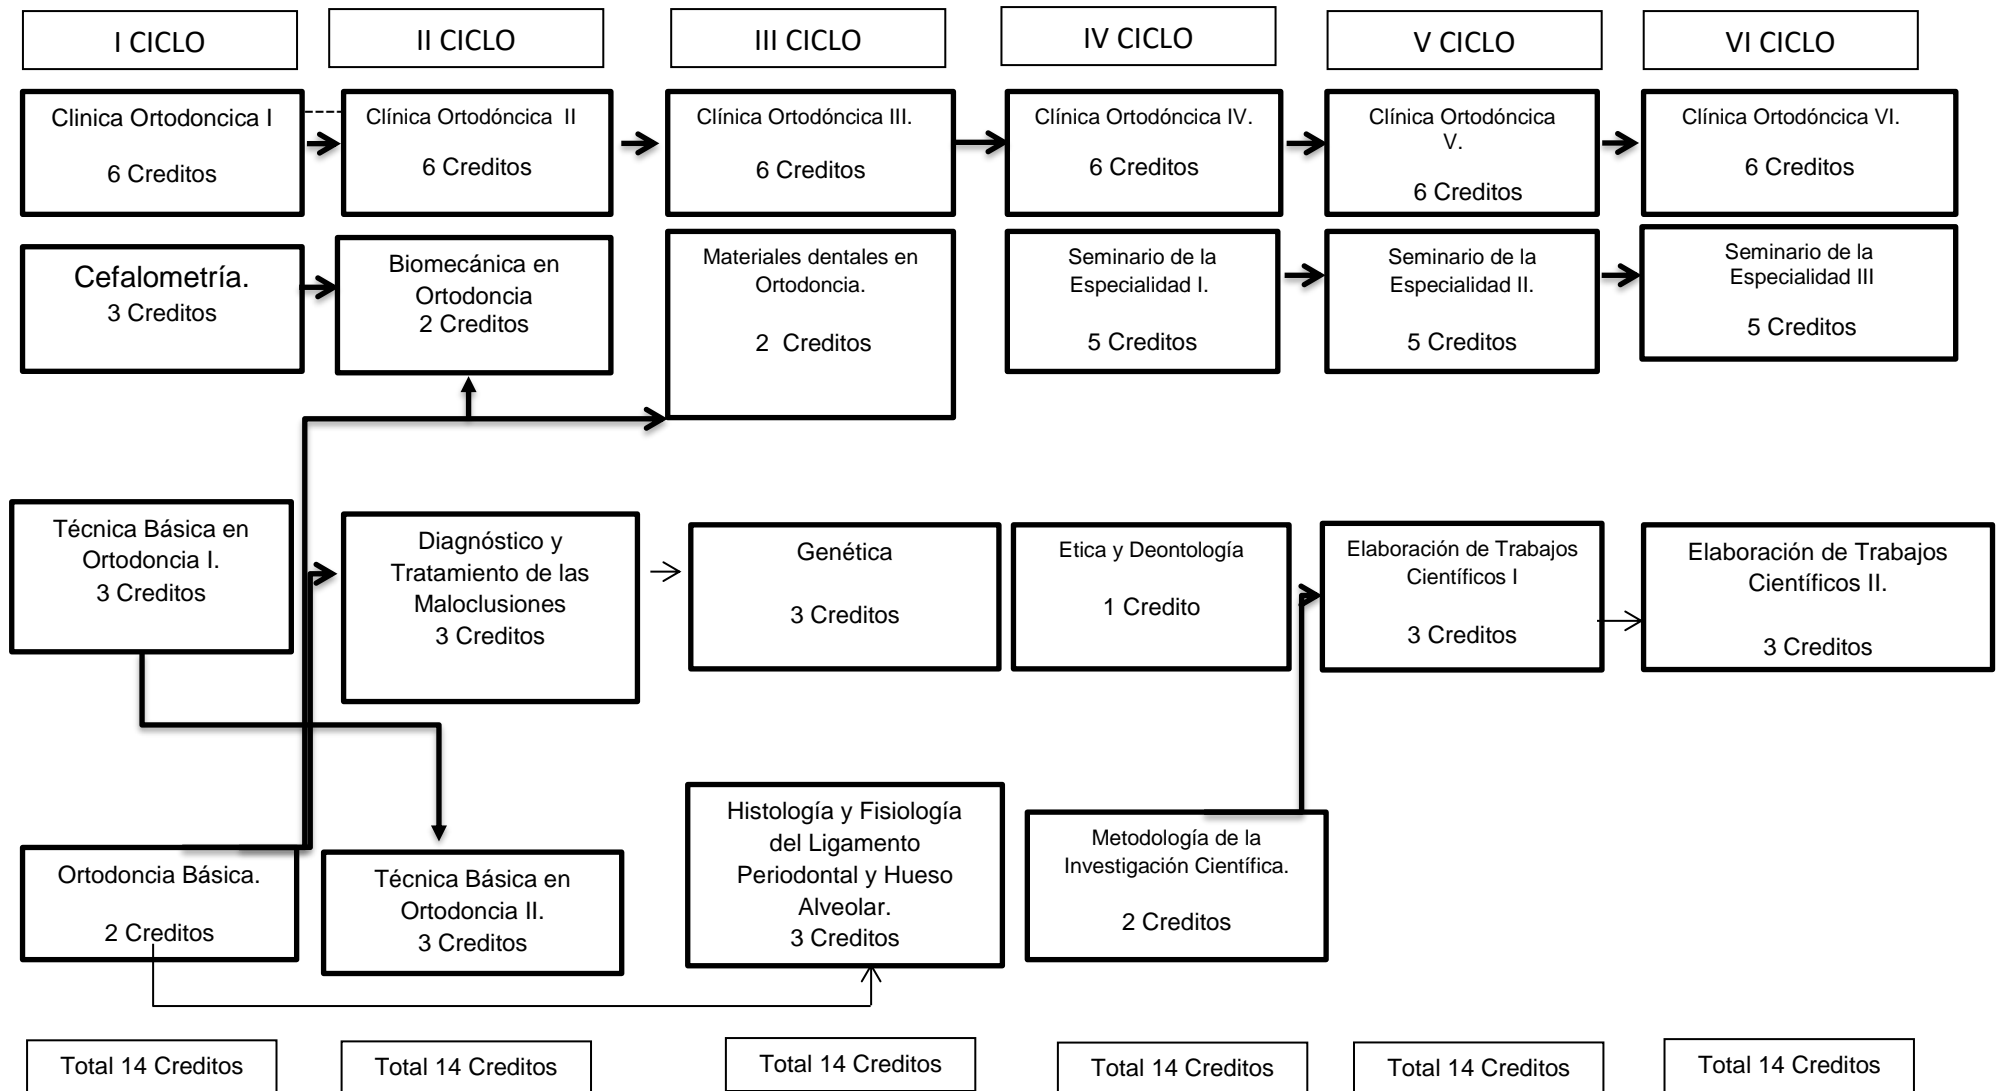 I CICLO
II CICLO
III CICLO
IV CICLO
V CICLO
VI CICLO
Clinica Ortodoncica I
6 Creditos
Clínica Ortodóncica II
6 Creditos
Clínica Ortodóncica III.
6 Creditos
Clínica Ortodóncica IV.
6 Creditos
Clínica Ortodóncica
V.
6 Creditos
Clínica Ortodóncica VI.
6 Creditos
Cefalometría.
3 Creditos
Biomecánica en
Ortodoncia
2 Creditos
Materiales dentales en
Ortodoncia.
2 Creditos
Seminario de la
Especialidad I.
5 Creditos
Seminario de la
Especialidad II.
5 Creditos
Seminario de la
Especialidad III
5 Creditos
Técnica Básica en
Ortodoncia I.
3 Creditos
Diagnóstico y
Tratamiento de las
Maloclusiones
3 Creditos
Genética
3 Creditos
Etica y Deontología
1 Credito
Elaboración de Trabajos
Científicos I
3 Creditos
Elaboración de Trabajos
Científicos II.
3 Creditos
Ortodoncia Básica.
2 Creditos
Técnica Básica en
Ortodoncia II.
3 Creditos
Histología y Fisiología
del Ligamento
Periodontal y Hueso
Alveolar.
3 Creditos
Metodología de la
Investigación Científica.
2 Creditos
Total 14 Creditos
Total 14 Creditos
Total 14 Creditos
Total 14 Creditos
Total 14 Creditos
Total 14 Creditos